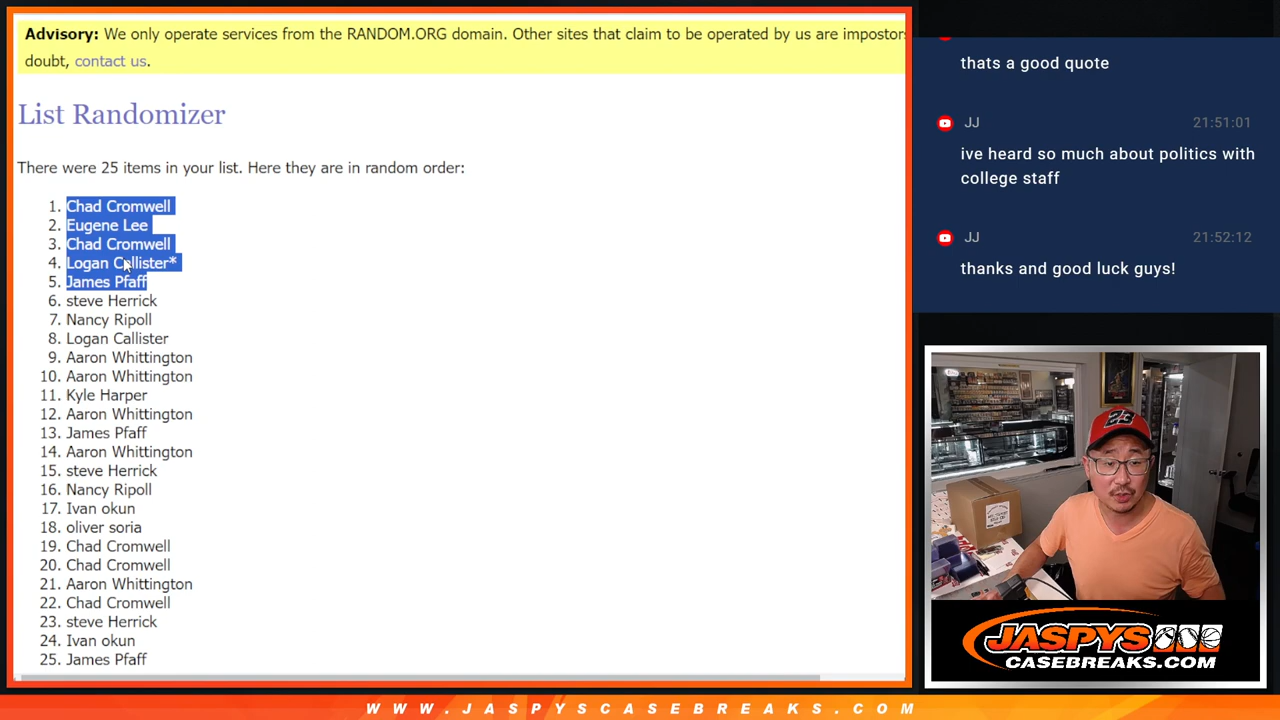 Advisory: We only operate services from the RANDOM.ORG domain. Other sites that claim to be operated by us are impostors
doubt, contact us.
List Randomizer
There were 25 items in your list. Here they are in random order:
1. Chad Cromwell
2. Eugene Lee
3. Chad Cromwell
4. Logan Callister*
5. James Pfaff
6. steve Herrick
7. Nancy Ripoll
8. Logan Callister
9. Aaron Whittington
10. Aaron Whittington
11. Kyle Harper
12. Aaron Whittington
13. James Pfaff
14. Aaron Whittington
15. steve Herrick
16. Nancy Ripoll
17. Ivan okun
18. oliver soria
19. Chad Cromwell
20. Chad Cromwell
21. Aaron Whittington
22. Chad Cromwell
23. steve Herrick
24. Ivan okun
25. James Pfaff
thats a good quote
JJ 21:51:01
ive heard so much about politics with
college staff
JJ 21:52:12
thanks and good luck guys!
23
JASPYS
CASEBREAKS.COM
WWW.JASPYSCASEBREAKS.COM